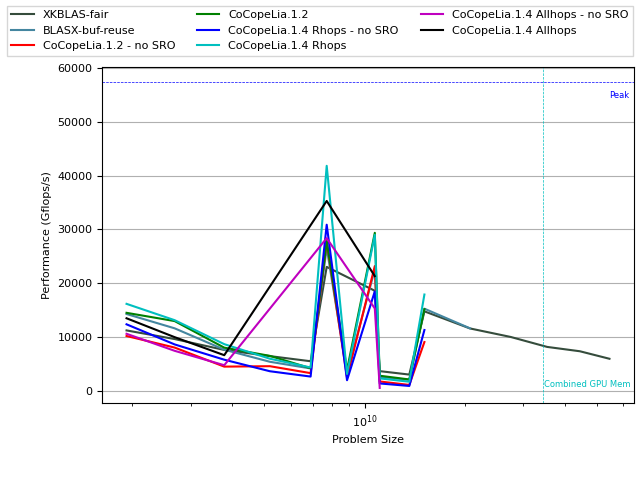 XKBLAS-fair
BLASX-buf-reuse
CoCopeLia.1.2 - no SRO
CoCopeLia.1.2
CoCopeLia.1.4 Rhops - no SRO
CoCopeLia.1.4 Rhops
CoCopeLia.1.4 Allhops - no SRO
CoCopeLia.1.4 Allhops
60000
50000
40000
30000
20000
10000
0
Performance (Gflops/s)
Peak
Combined GPU Mem
10^10
Problem Size